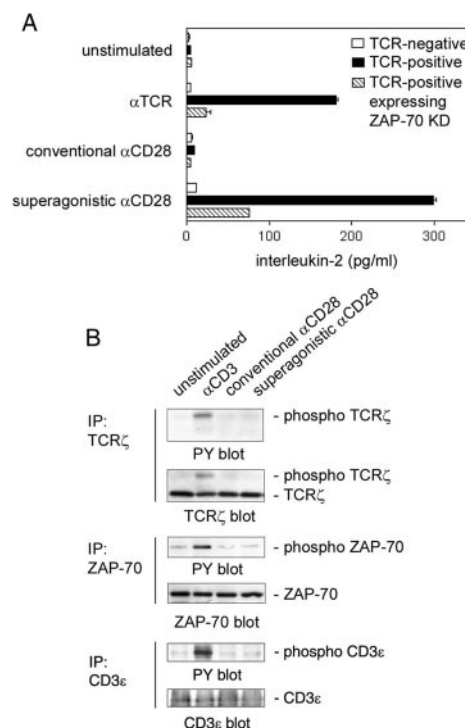 A
unstimulated
αTCR
conventional αCD28
superagonistic αCD28
TCR-negative
TCR-positive
TCR-positive
expressing
ZAP-70 KD
0
100
200
300
interleukin-2 (pg/ml)
B
unstimulated
αCD3
conventional αCD28
superagonistic αCD28
IP:
TCRζ
- phospho TCRζ
PY blot
- phospho TCRζ
- TCRζ
TCRζ blot
IP:
ZAP-70
- phospho ZAP-70
PY blot
- ZAP-70
ZAP-70 blot
IP:
CD3ε
- phospho CD3ε
PY blot
- CD3ε
CD3ε blot